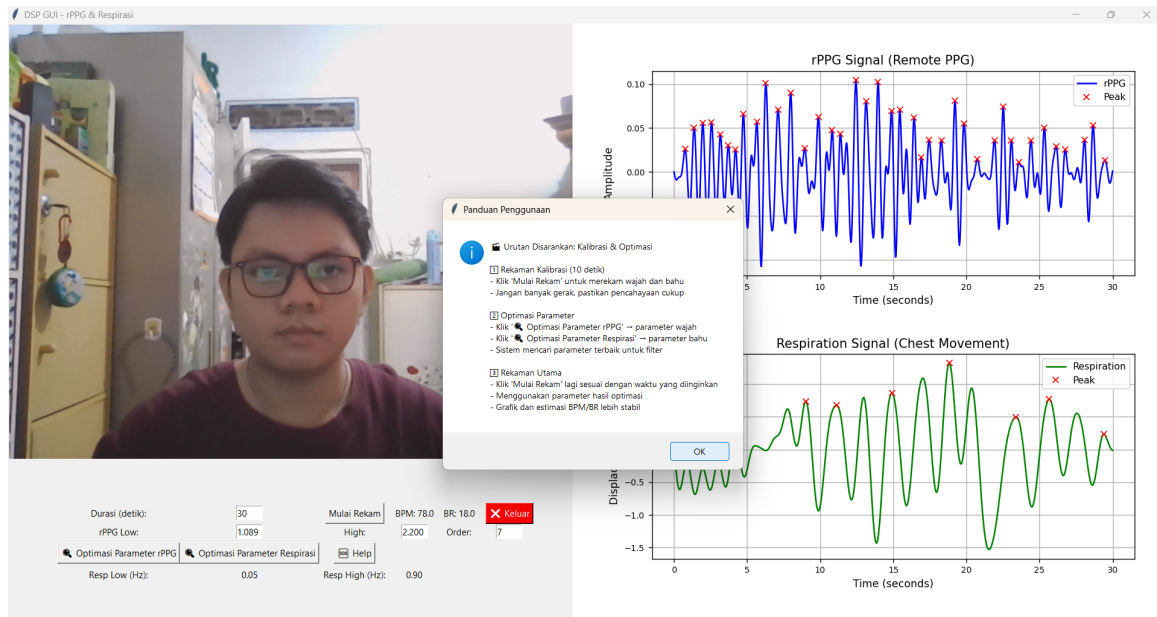 DSP GUI - rPPG & Respirasi
rPPG Signal (Remote PPG)
rPPG
Peak
0.10
0.05
0.00
Amplitude
5 10 15 20 25 30
Time (seconds)
Panduan Penggunaan
Urutan Disarankan: Kalibrasi & Optimasi
1 Rekaman Kalibrasi (10 detik)
- Klik 'Mulai Rekam' untuk merekam wajah dan bahu
- Jangan banyak gerak, pastikan pencahayaan cukup
2 Optimasi Parameter
- Klik '🔍 Optimasi Parameter rPPG' → parameter wajah
- Klik '🔍 Optimasi Parameter Respirasi' → parameter bahu
- Sistem mencari parameter terbaik untuk filter
3 Rekaman Utama
- Klik 'Mulai Rekam' lagi sesuai dengan waktu yang diinginkan
- Menggunakan parameter hasil optimasi
- Grafik dan estimasi BPM/BR lebih stabil
OK
Respiration Signal (Chest Movement)
Respiration
Peak
−0.5
−1.0
−1.5
0 5 10 15 20 25 30
Time (seconds)
Durasi (detik): 30 Mulai Rekam BPM: 78.0 BR: 18.0 Keluar
rPPG Low: 1.089 High: 2.200 Order: 7
Optimasi Parameter rPPG Optimasi Parameter Respirasi Help
Resp Low (Hz): 0.05 Resp High (Hz): 0.90